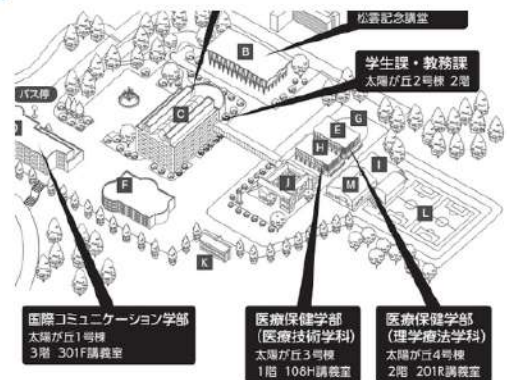 松雲記念講堂
B
学生課・教務課
太陽が丘2号棟 2階
バス停
C
G
E
H
I
J
M
F
L
K
国際コミュニケーション学部
太陽が丘1号棟
3階 301F講義室
医療保健学部
(医療技術学科)
太陽が丘3号棟
1階 108H講義室
医療保健学部
(理学療法学科)
太陽が丘4号棟
2階 201R講義室